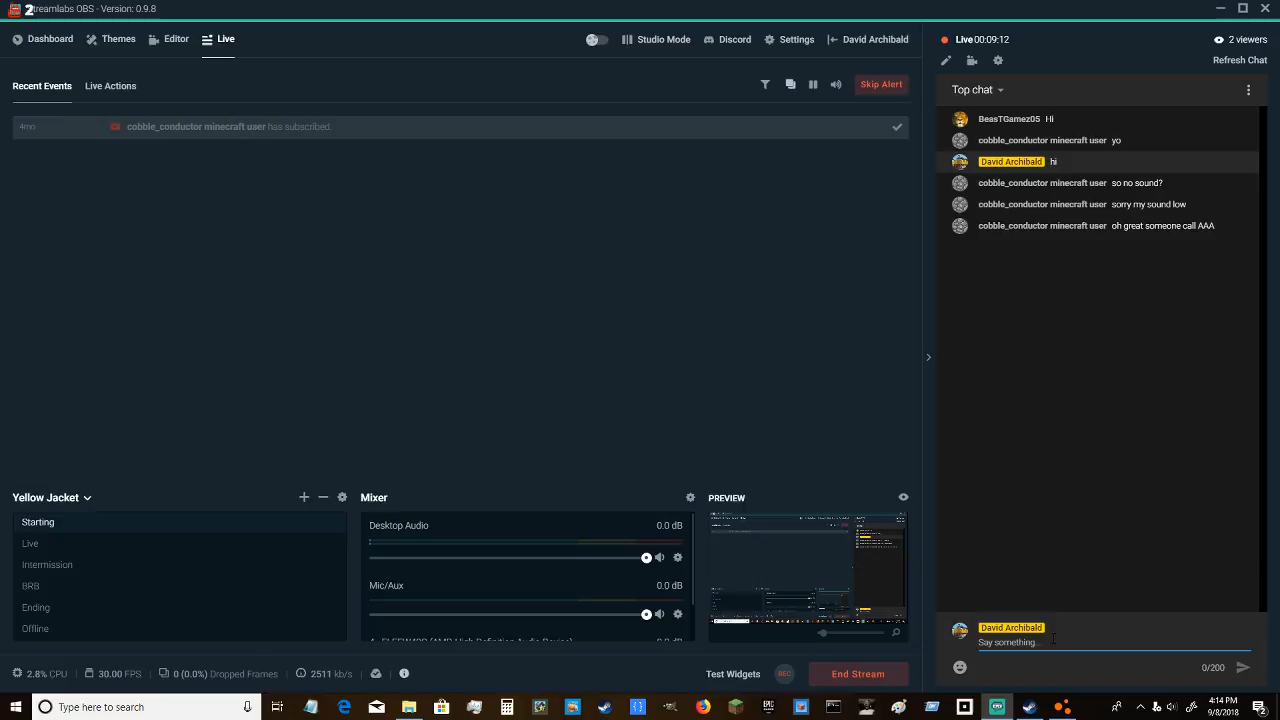 2treamlabs OBS - Version: 0.9.8
Dashboard Themes Editor Live Studio Mode Discord Settings David Archibald
Live 00:09:12 2 viewers
Refresh Chat
Recent Events Live Actions Skip Alert
Top chat
4mo cobble_conductor minecraft user has subscribed.
BeasTGamez05 Hi
cobble_conductor minecraft user yo
David Archibald hi
cobble_conductor minecraft user so no sound?
cobble_conductor minecraft user sorry my sound low
cobble_conductor minecraft user oh great someone call AAA
Yellow Jacket Mixer PREVIEW
Starting
Live
Intermission
BRB
Ending
Offline
Desktop Audio 0.0 dB
Mic/Aux 0.0 dB
David Archibald
Say something...
0/200
2.8% CPU 30.00 FPS 0 (0.0%) Dropped Frames 2511 kb/s Test Widgets REC End Stream
Type here to search
4:14 PM
9/8/2018